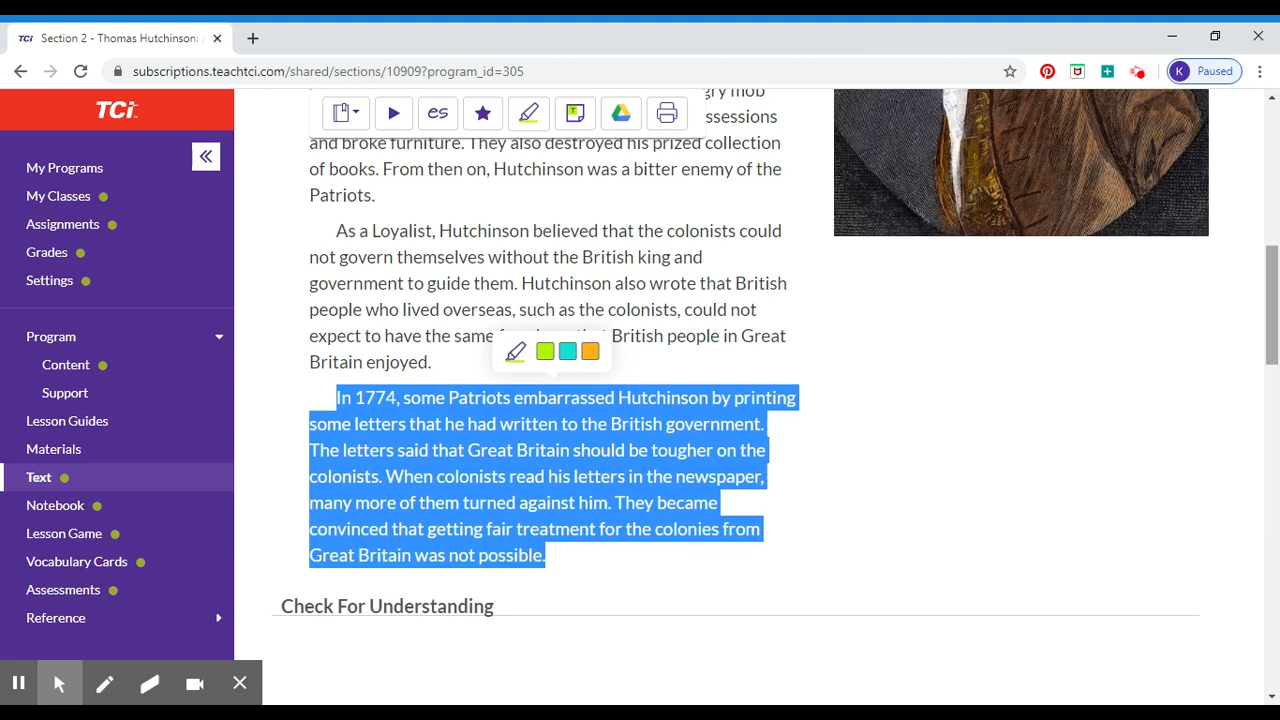 TCi Section 2 - Thomas Hutchinson:
subscriptions.teachtci.com/shared/sections/10909?program_id=305
K Paused
TCi
My Programs
My Classes
Assignments
Grades
Settings
Program
Content
Support
Lesson Guides
Materials
Text
Notebook
Lesson Game
Vocabulary Cards
Assessments
Reference
es
mob
and broke furniture. They also destroyed his prized collection
of books. From then on, Hutchinson was a bitter enemy of the
Patriots.
As a Loyalist, Hutchinson believed that the colonists could
not govern themselves without the British king and
government to guide them. Hutchinson also wrote that British
people who lived overseas, such as the colonists, could not
expect to have the same British people in Great
Britain enjoyed.
In 1774, some Patriots embarrassed Hutchinson by printing
some letters that he had written to the British government.
The letters said that Great Britain should be tougher on the
colonists. When colonists read his letters in the newspaper,
many more of them turned against him. They became
convinced that getting fair treatment for the colonies from
Great Britain was not possible.
Check For Understanding